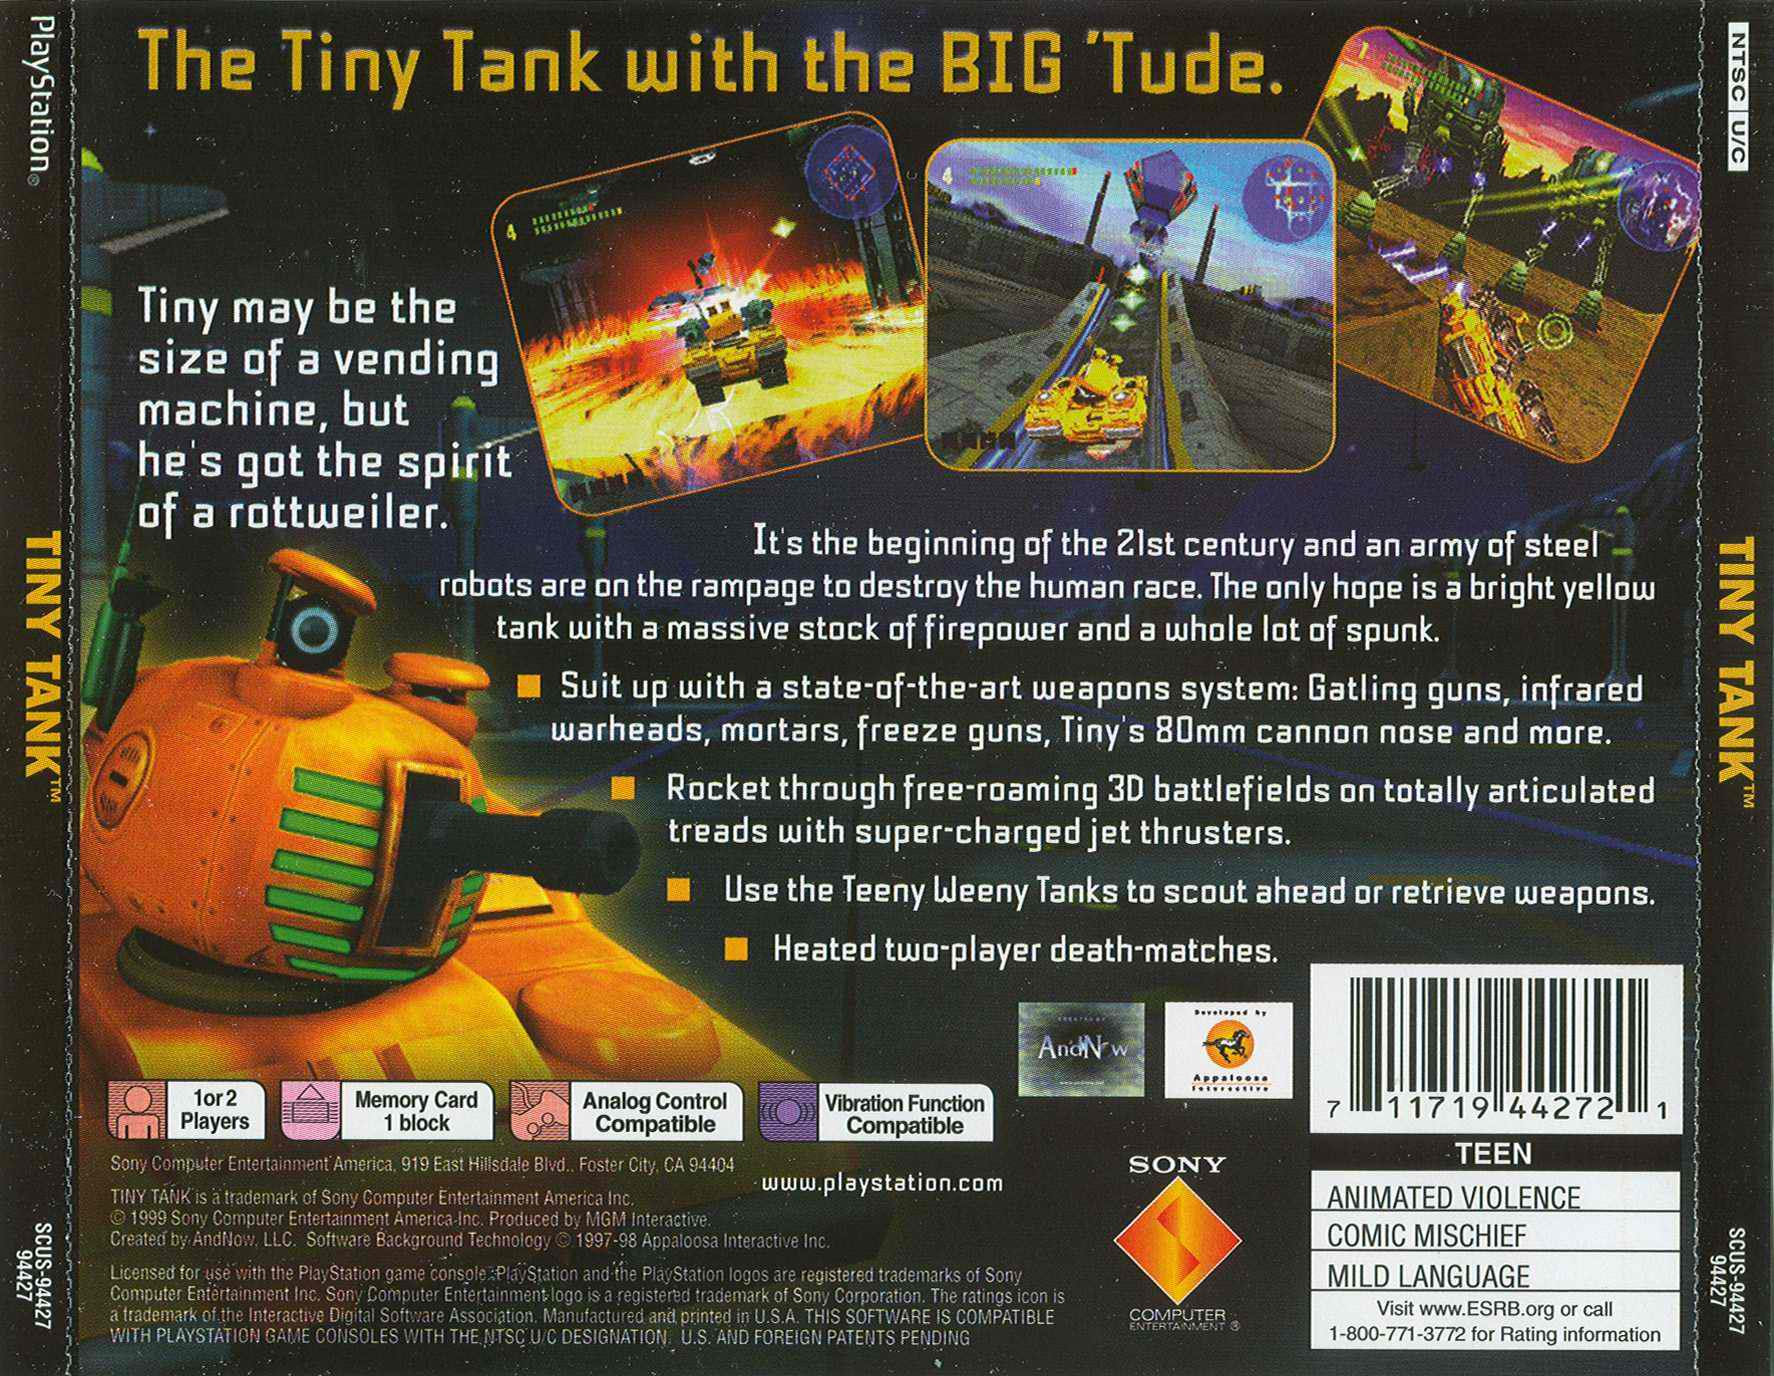 PlayStation®
TINY TANK™
SCUS-94427
94427
The Tiny Tank with the BIG 'Tude.
4
4
1
Tiny may be the
size of a vending
machine, but
he's got the spirit
of a rottweiler.
It's the beginning of the 21st century and an army of steel
robots are on the rampage to destroy the human race. The only hope is a bright yellow
tank with a massive stock of firepower and a whole lot of spunk.
Suit up with a state-of-the-art weapons system: Gatling guns, infrared
warheads, mortars, freeze guns, Tiny's 80mm cannon nose and more.
Rocket through free-roaming 3D battlefields on totally articulated
treads with super-charged jet thrusters.
Use the Teeny Weeny Tanks to scout ahead or retrieve weapons.
Heated two-player death-matches.
CREATED BY
AndNow
www.andnow.net
Developed by
Appaloosa
Interactive
7 11719 44272 1
1 or 2
Players
Memory Card
1 block
Analog Control
Compatible
Vibration Function
Compatible
Sony Computer Entertainment America, 919 East Hillsdale Blvd., Foster City, CA 94404
www.playstation.com
TINY TANK is a trademark of Sony Computer Entertainment America Inc.
© 1999 Sony Computer Entertainment America Inc. Produced by MGM Interactive.
Created by AndNow, LLC. Software Background Technology © 1997-98 Appaloosa Interactive Inc.
Licensed for use with the PlayStation game console. PlayStation and the PlayStation logos are registered trademarks of Sony
Computer Entertainment Inc. Sony Computer Entertainment logo is a registered trademark of Sony Corporation. The ratings icon is
a trademark of the Interactive Digital Software Association. Manufactured and printed in U.S.A. THIS SOFTWARE IS COMPATIBLE
WITH PLAYSTATION GAME CONSOLES WITH THE NTSC U/C DESIGNATION. U.S. AND FOREIGN PATENTS PENDING
SONY
COMPUTER
ENTERTAINMENT®
TEEN
ANIMATED VIOLENCE
COMIC MISCHIEF
MILD LANGUAGE
Visit www.ESRB.org or call
1-800-771-3772 for Rating information
NTSC U/C
TINY TANK™
SCUS-94427
94427